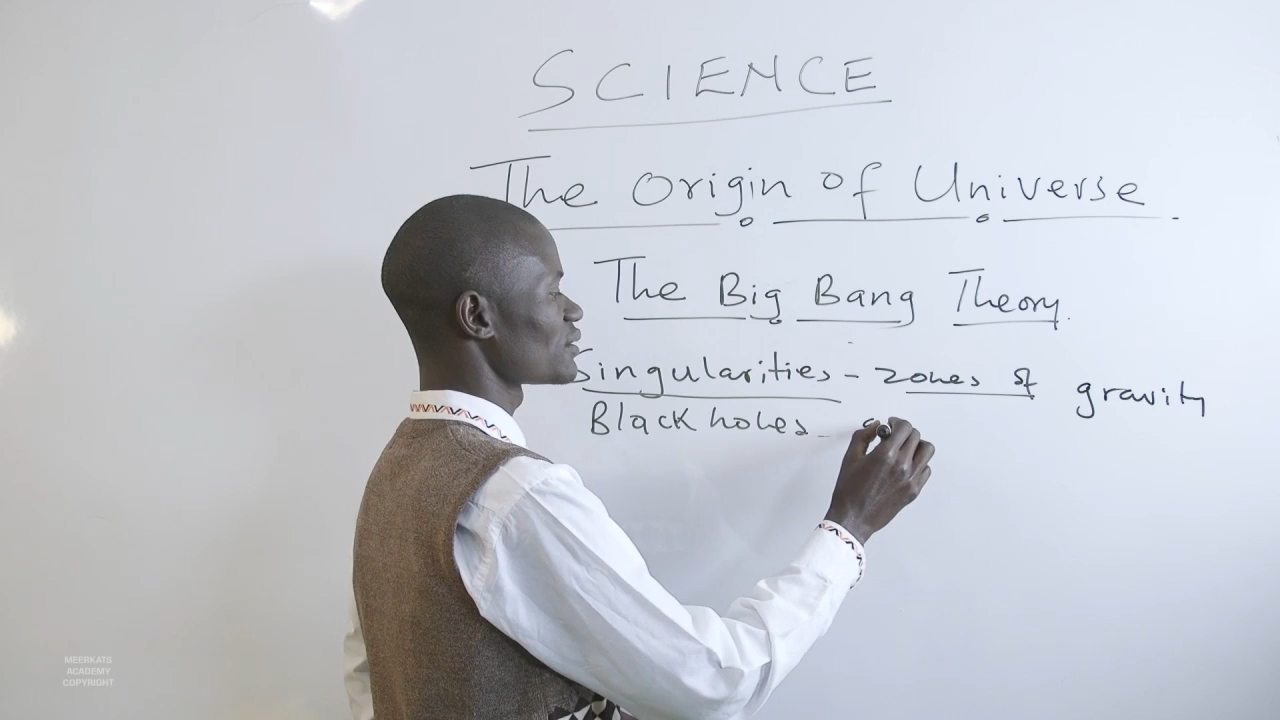 SCIENCE
The Origin of Universe.
The Big Bang Theory.
Singularities - zones of gravity
Black holes -
MEERKATS
ACADEMY
COPYRIGHT